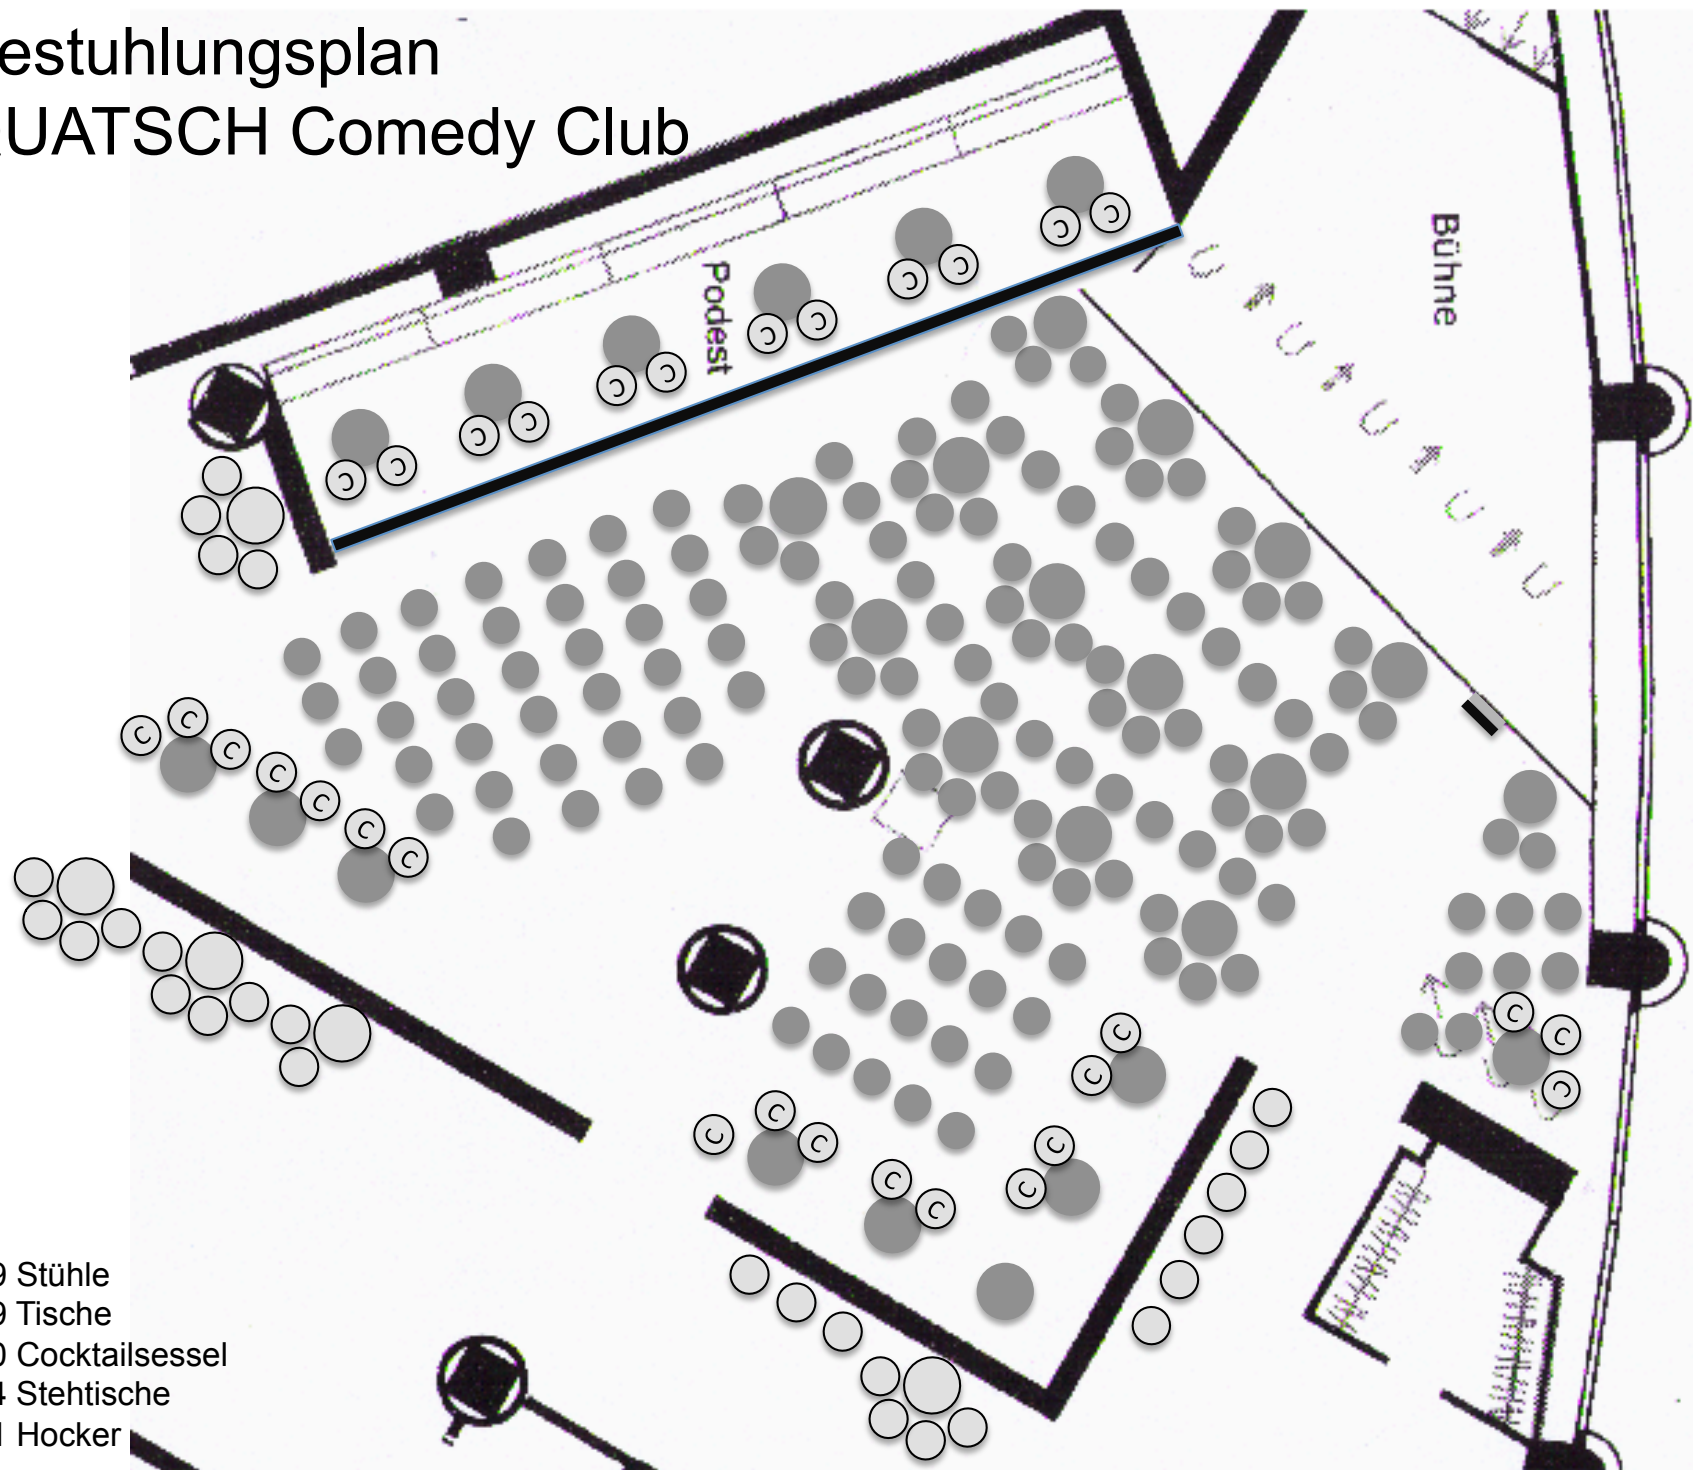 estuhlungsplan
UATSCH Comedy Club
Bühne
Podest
9 Stühle
9 Tische
0 Cocktailsessel
4 Stehtische
1 Hocker